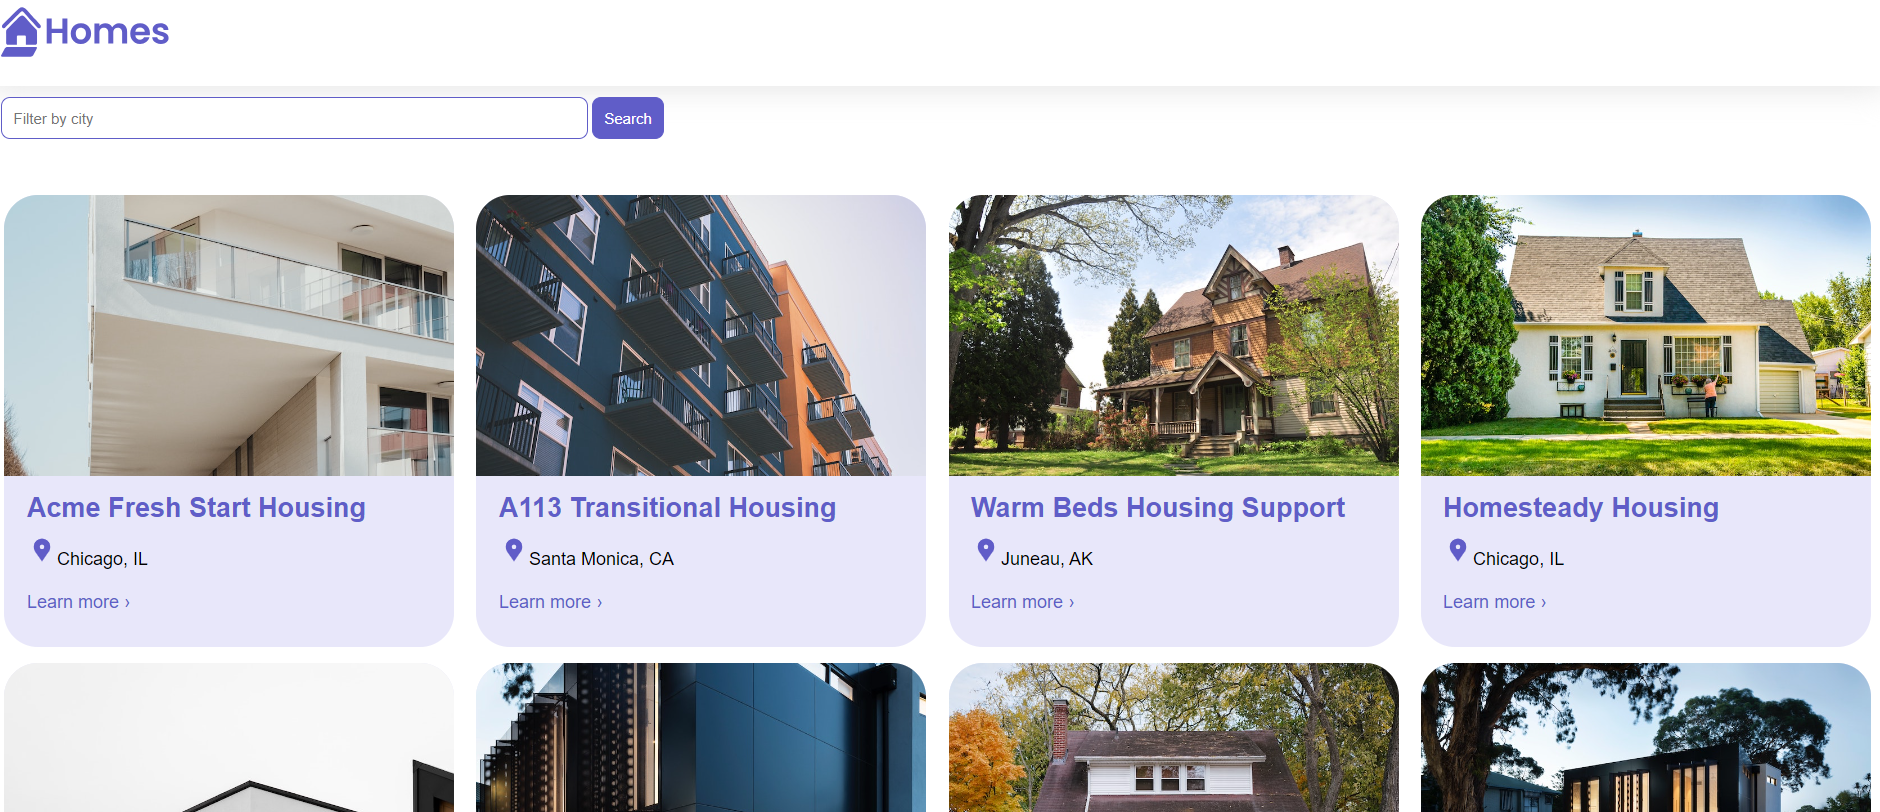 Homes
Filter by city
Search
Acme Fresh Start Housing
Chicago, IL
Learn more ›
A113 Transitional Housing
Santa Monica, CA
Learn more ›
Warm Beds Housing Support
Juneau, AK
Learn more ›
Homesteady Housing
Chicago, IL
Learn more ›